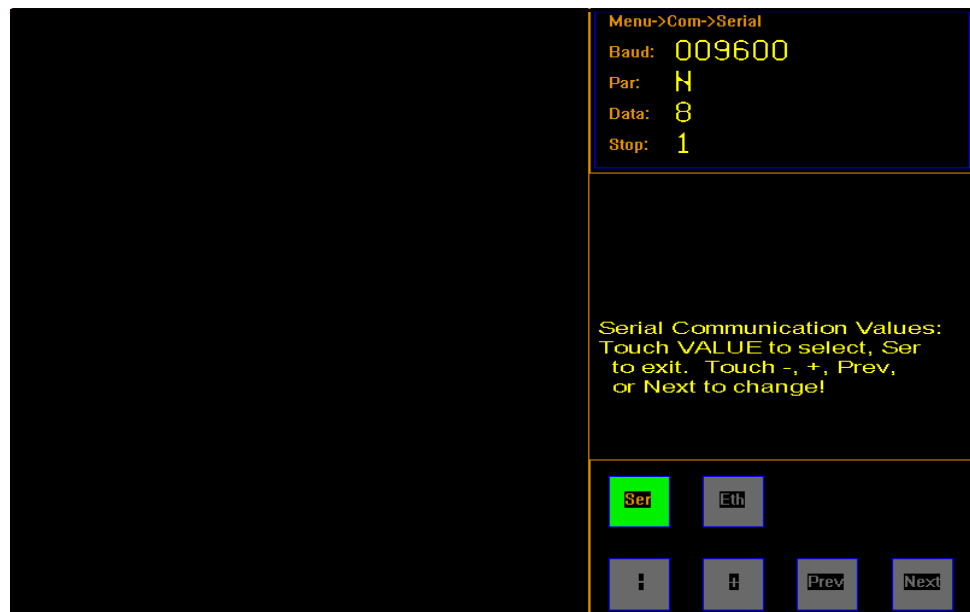 Menu->Com->Serial
Baud: 009600
Par: N
Data: 8
Stop: 1
Serial Communication Values:
Touch VALUE to select, Ser
to exit. Touch -, +, Prev,
or Next to change!
Ser Eth
- + Prev Next